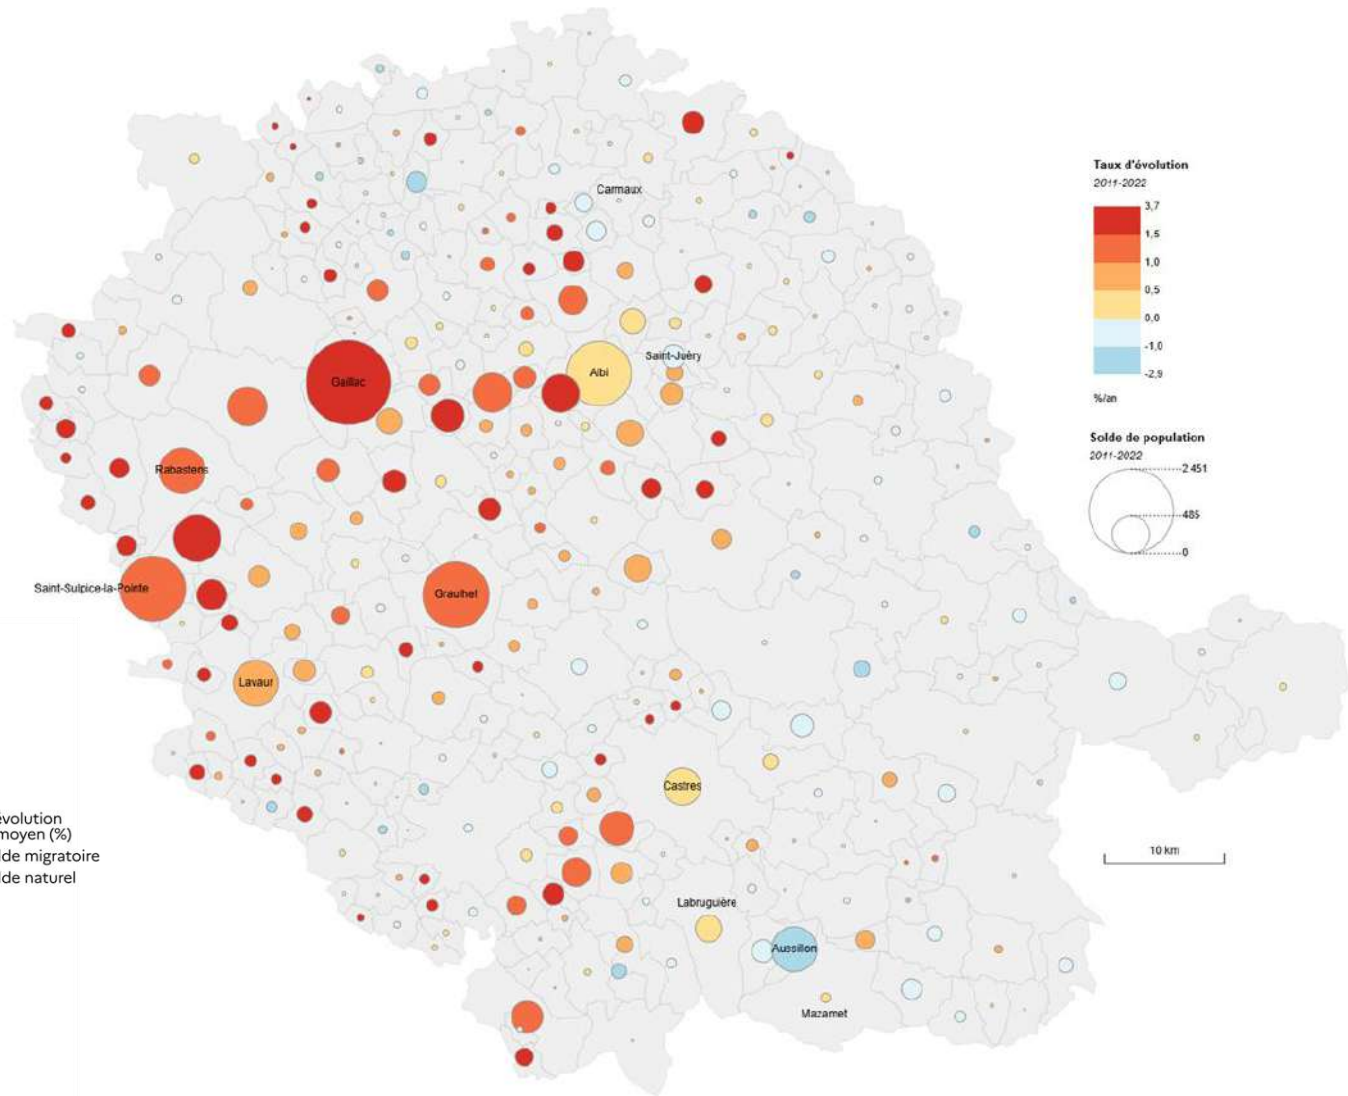 Taux d'évolution
2011-2022
3,7
1,5
1,0
0,5
0,0
-1,0
-2,9
%/an
Solde de population
2011-2022
2 451
485
0
Carmaux
Saint-Juéry
Albi
Gaillac
Rabastens
Saint-Sulpice-la-Pointe
Graulhet
Lavaur
Castres
évolution
moyen (%)
lde migratoire
lde naturel
10 km
Labruguière
Aussillon
Mazamet